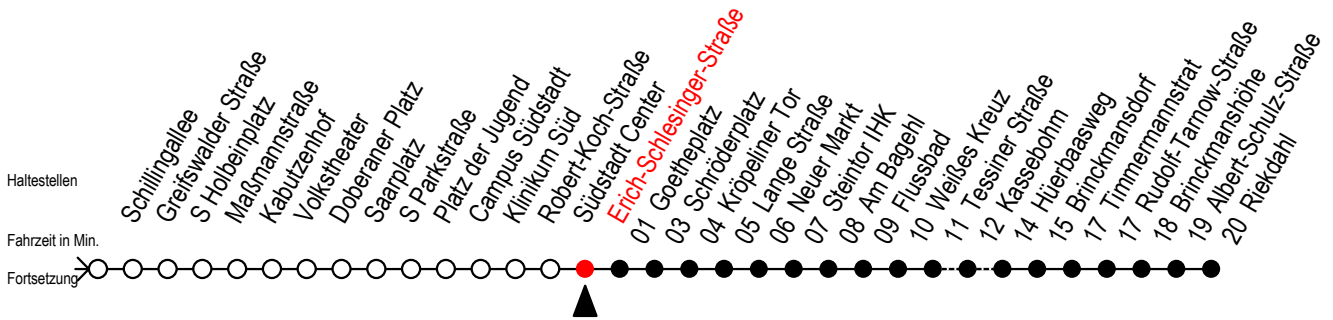 Haltestellen
Fahrzeit in Min.
Fortsetzung
Schillingallee
Greifswalder Straße
S Holbeinplatz
Maßmannstraße
Kabutzenhof
Volkstheater
Doberaner Platz
Saarplatz
S Parkstraße
Platz der Jugend
Campus Südstadt
Klinikum Süd
Robert-Koch-Straße
Südstadt Center
Erich-Schlesinger-Straße
01 Goetheplatz
03 Schröderplatz
04 Kröpeliner Tor
05 Lange Straße
06 Neuer Markt
07 Steintor IHK
08 Am Bagehl
09 Flussbad
10 Weißes Kreuz
11 Tessiner Straße
12 Kassebohm
14 Hüerbaasweg
15 Brinckmansdorf
17 Timmermannstrat
17 Rudolf-Tarnow-Straße
18 Brinckmanshöhe
19 Albert-Schulz-Straße
20 Riekdahl